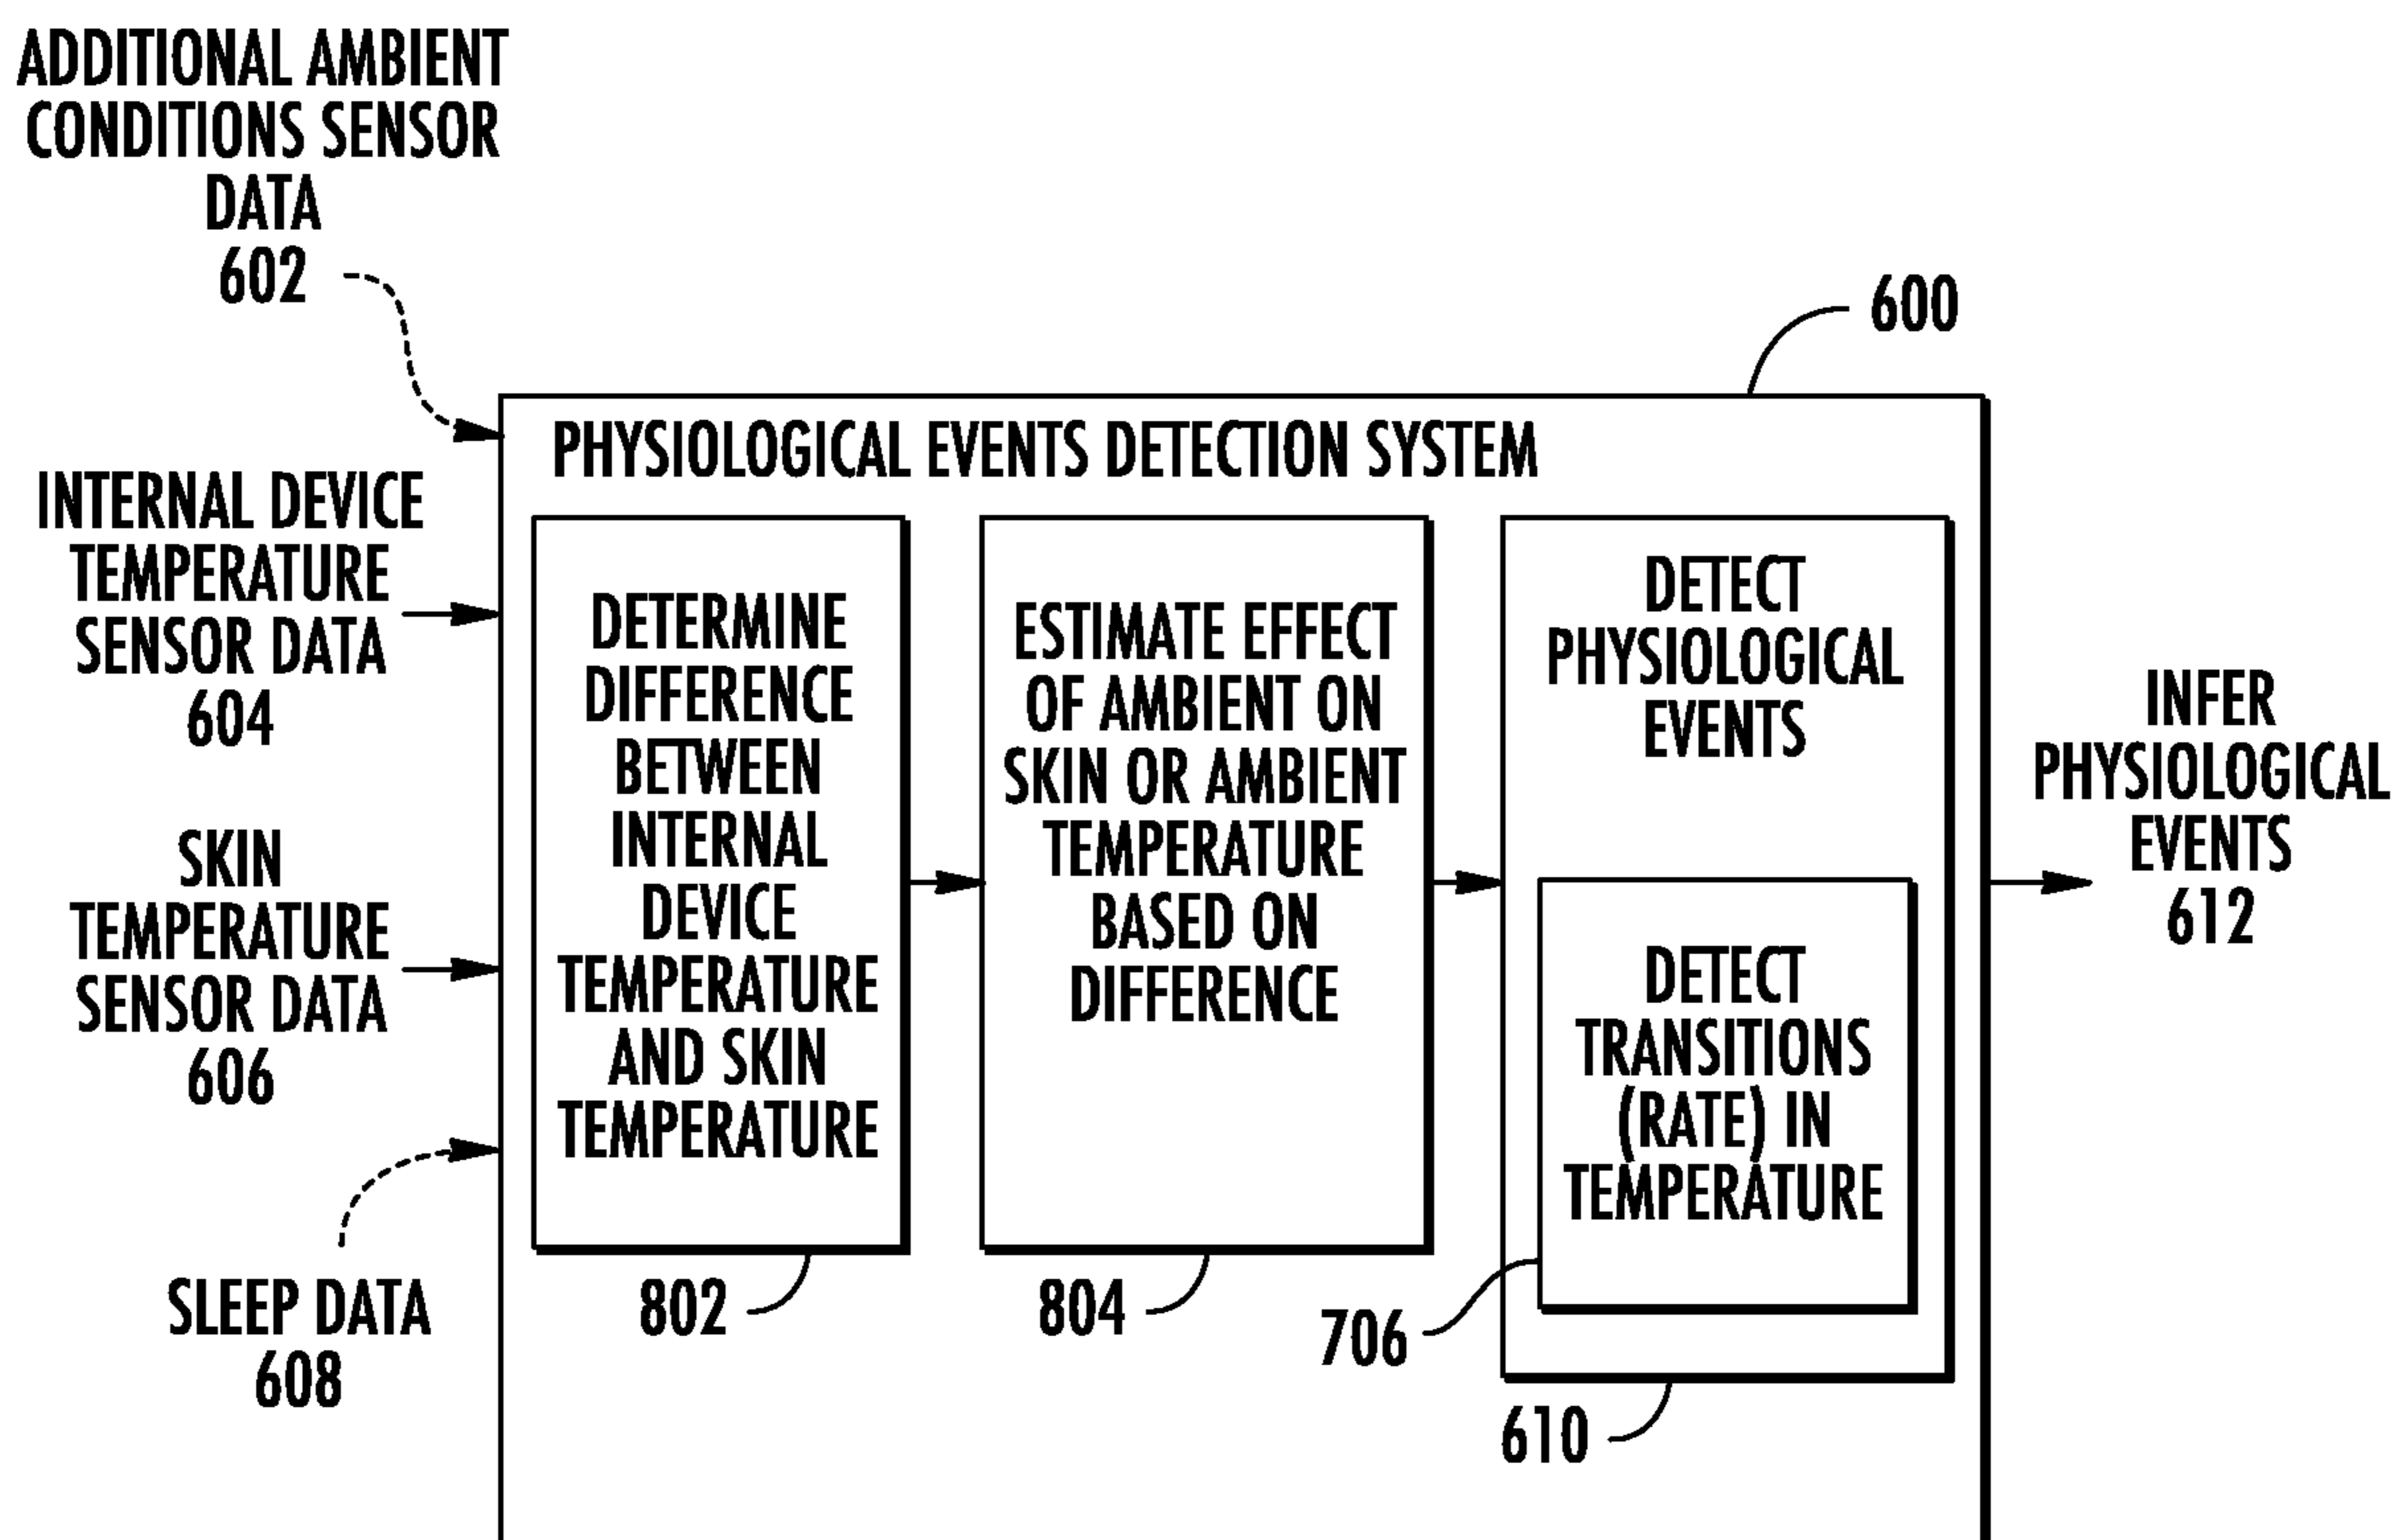 ADDITIONAL AMBIENT
CONDITIONS SENSOR
DATA
602
600
PHYSIOLOGICAL EVENTS DETECTION SYSTEM
INTERNAL DEVICE
TEMPERATURE
SENSOR DATA
604
SKIN
TEMPERATURE
SENSOR DATA
606
SLEEP DATA
608
DETERMINE
DIFFERENCE
BETWEEN
INTERNAL
DEVICE
TEMPERATURE
AND SKIN
TEMPERATURE
802
ESTIMATE EFFECT
OF AMBIENT ON
SKIN OR AMBIENT
TEMPERATURE
BASED ON
DIFFERENCE
804
DETECT
PHYSIOLOGICAL
EVENTS
DETECT
TRANSITIONS
(RATE) IN
TEMPERATURE
706
610
INFER
PHYSIOLOGICAL
EVENTS
612